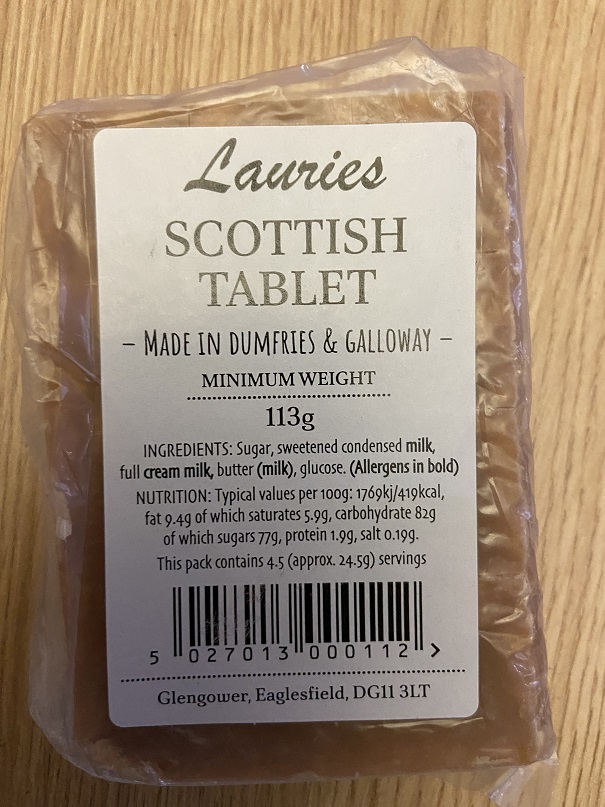 Lauries
SCOTTISH
TABLET
– MADE IN DUMFRIES & GALLOWAY –
MINIMUM WEIGHT
113g
INGREDIENTS: Sugar, sweetened condensed milk,
full cream milk, butter (milk), glucose. (Allergens in bold)
NUTRITION: Typical values per 100g: 1769kj/419kcal,
fat 9.4g of which saturates 5.9g, carbohydrate 82g
of which sugars 77g, protein 1.9g, salt 0.19g.
This pack contains 4.5 (approx. 24.5g) servings
5 027013 000112 >
Glengower, Eaglesfield, DG11 3LT